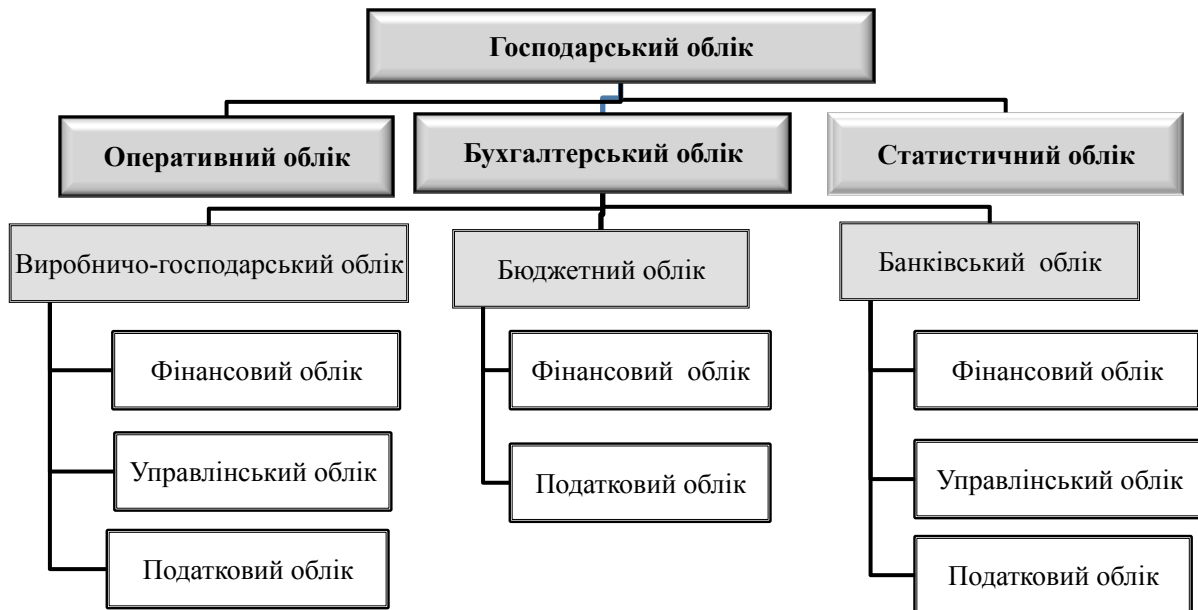 Господарський облік
Оперативний облік
Бухгалтерський облік
Статистичний облік
Виробничо-господарський облік
Бюджетний облік
Банківський облік
Фінансовий облік
Фінансовий облік
Фінансовий облік
Управлінський облік
Податковий облік
Управлінський облік
Податковий облік
Податковий облік